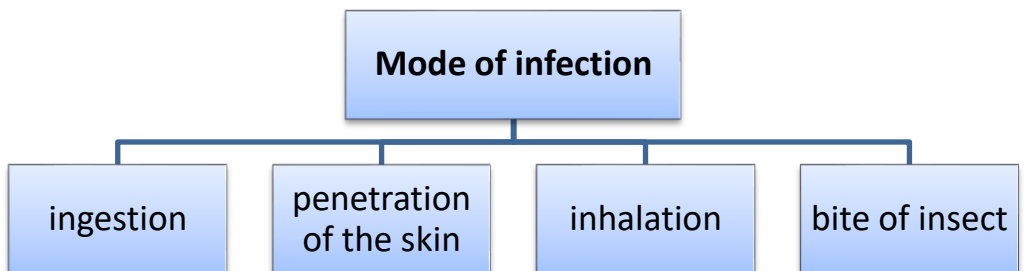 Mode of infection
ingestion
penetration
of the skin
inhalation
bite of insect